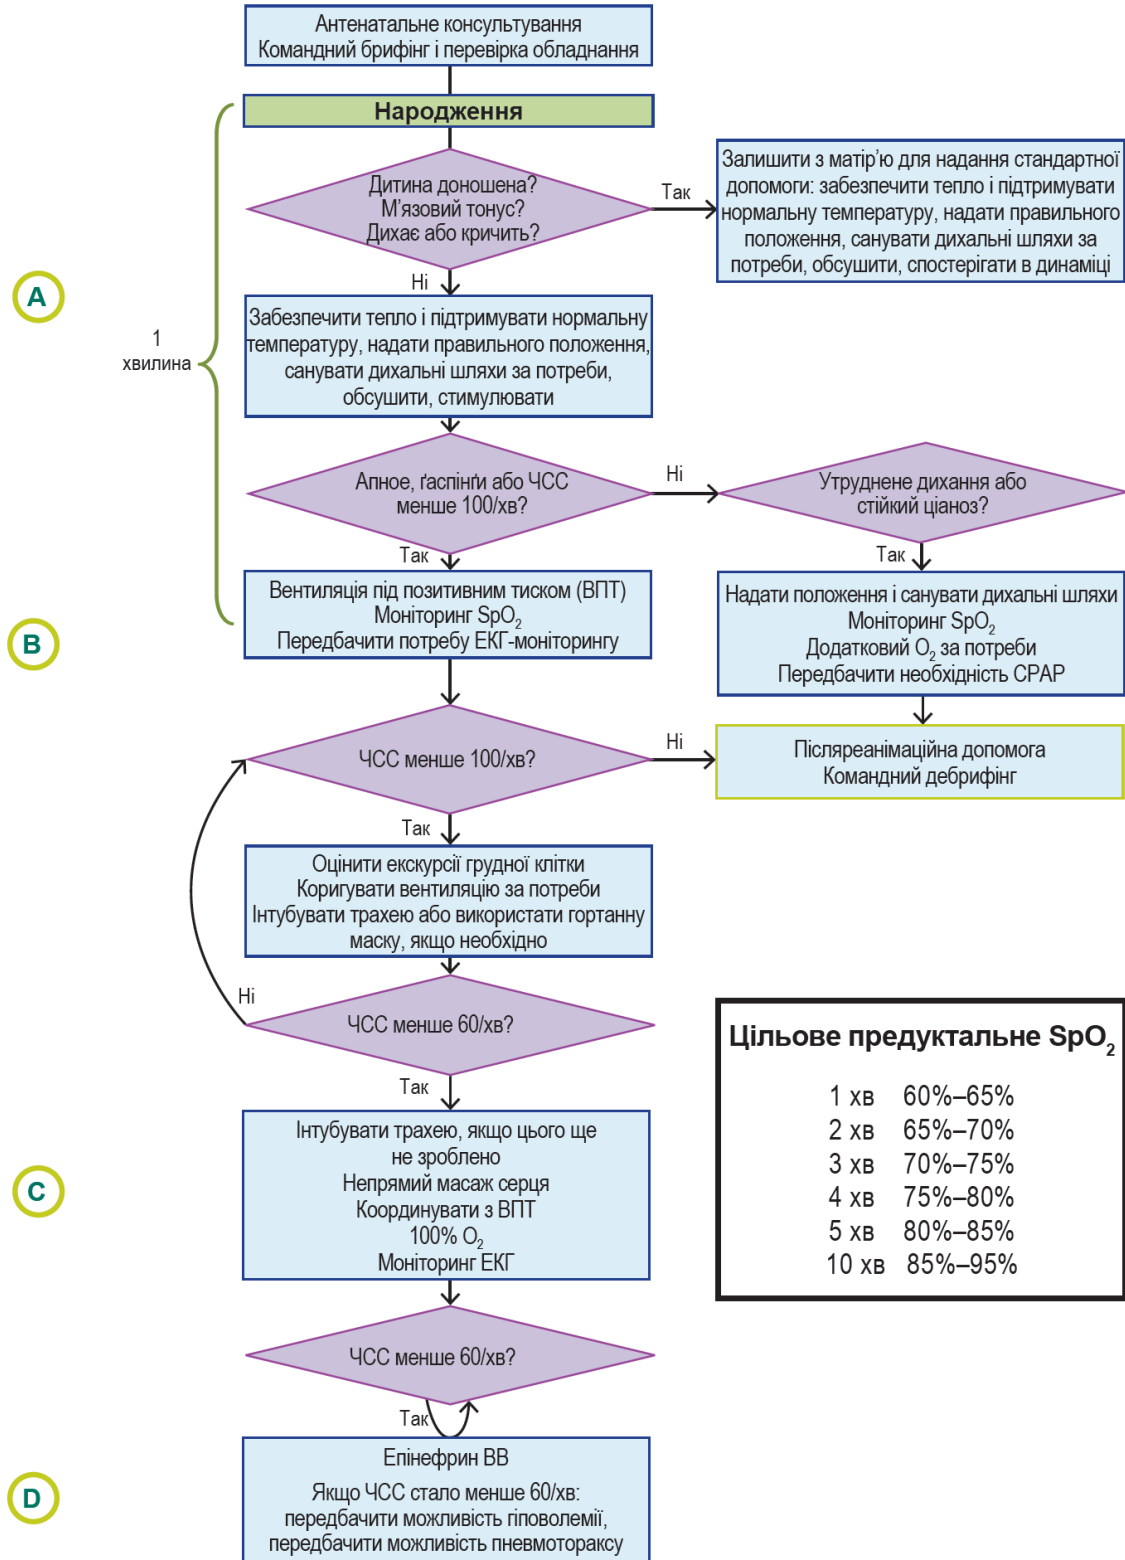 Антенатальне консультування
Командний брифінг і перевірка обладнання
Народження
Дитина доношена?
М’язовий тонус?
Дихає або кричить?
Так
Залишити з матір’ю для надання стандартної
допомоги: забезпечити тепло і підтримувати
нормальну температуру, надати правильного
положення, санувати дихальні шляхи за
потреби, обсушити, спостерігати в динаміці
Ні
A
1
хвилина
Забезпечити тепло і підтримувати нормальну
температуру, надати правильного положення,
санувати дихальні шляхи за потреби,
обсушити, стимулювати
Апное, ґаспінґи або ЧСС
менше 100/хв?
Ні
Утруднене дихання або
стійкий ціаноз?
Так
Так
B
Вентиляція під позитивним тиском (ВПТ)
Моніторинг SpO₂
Передбачити потребу ЕКГ-моніторингу
Надати положення і санувати дихальні шляхи
Моніторинг SpO₂
Додатковий O₂ за потреби
Передбачити необхідність CPAP
ЧСС менше 100/хв?
Ні
Післяреанімаційна допомога
Командний дебрифінг
Так
Оцінити екскурсії грудної клітки
Коригувати вентиляцію за потреби
Інтубувати трахею або використати гортанну
маску, якщо необхідно
Ні
ЧСС менше 60/хв?
Так
C
Інтубувати трахею, якщо цього ще
не зроблено
Непрямий масаж серця
Координувати з ВПТ
100% O₂
Моніторинг ЕКГ
Цільове предуктальне SpO₂
1 хв 60%–65%
2 хв 65%–70%
3 хв 70%–75%
4 хв 75%–80%
5 хв 80%–85%
10 хв 85%–95%
ЧСС менше 60/хв?
Так
D
Епінефрин ВВ
Якщо ЧСС стало менше 60/хв:
передбачити можливість гіповолемії,
передбачити можливість пневмотораксу